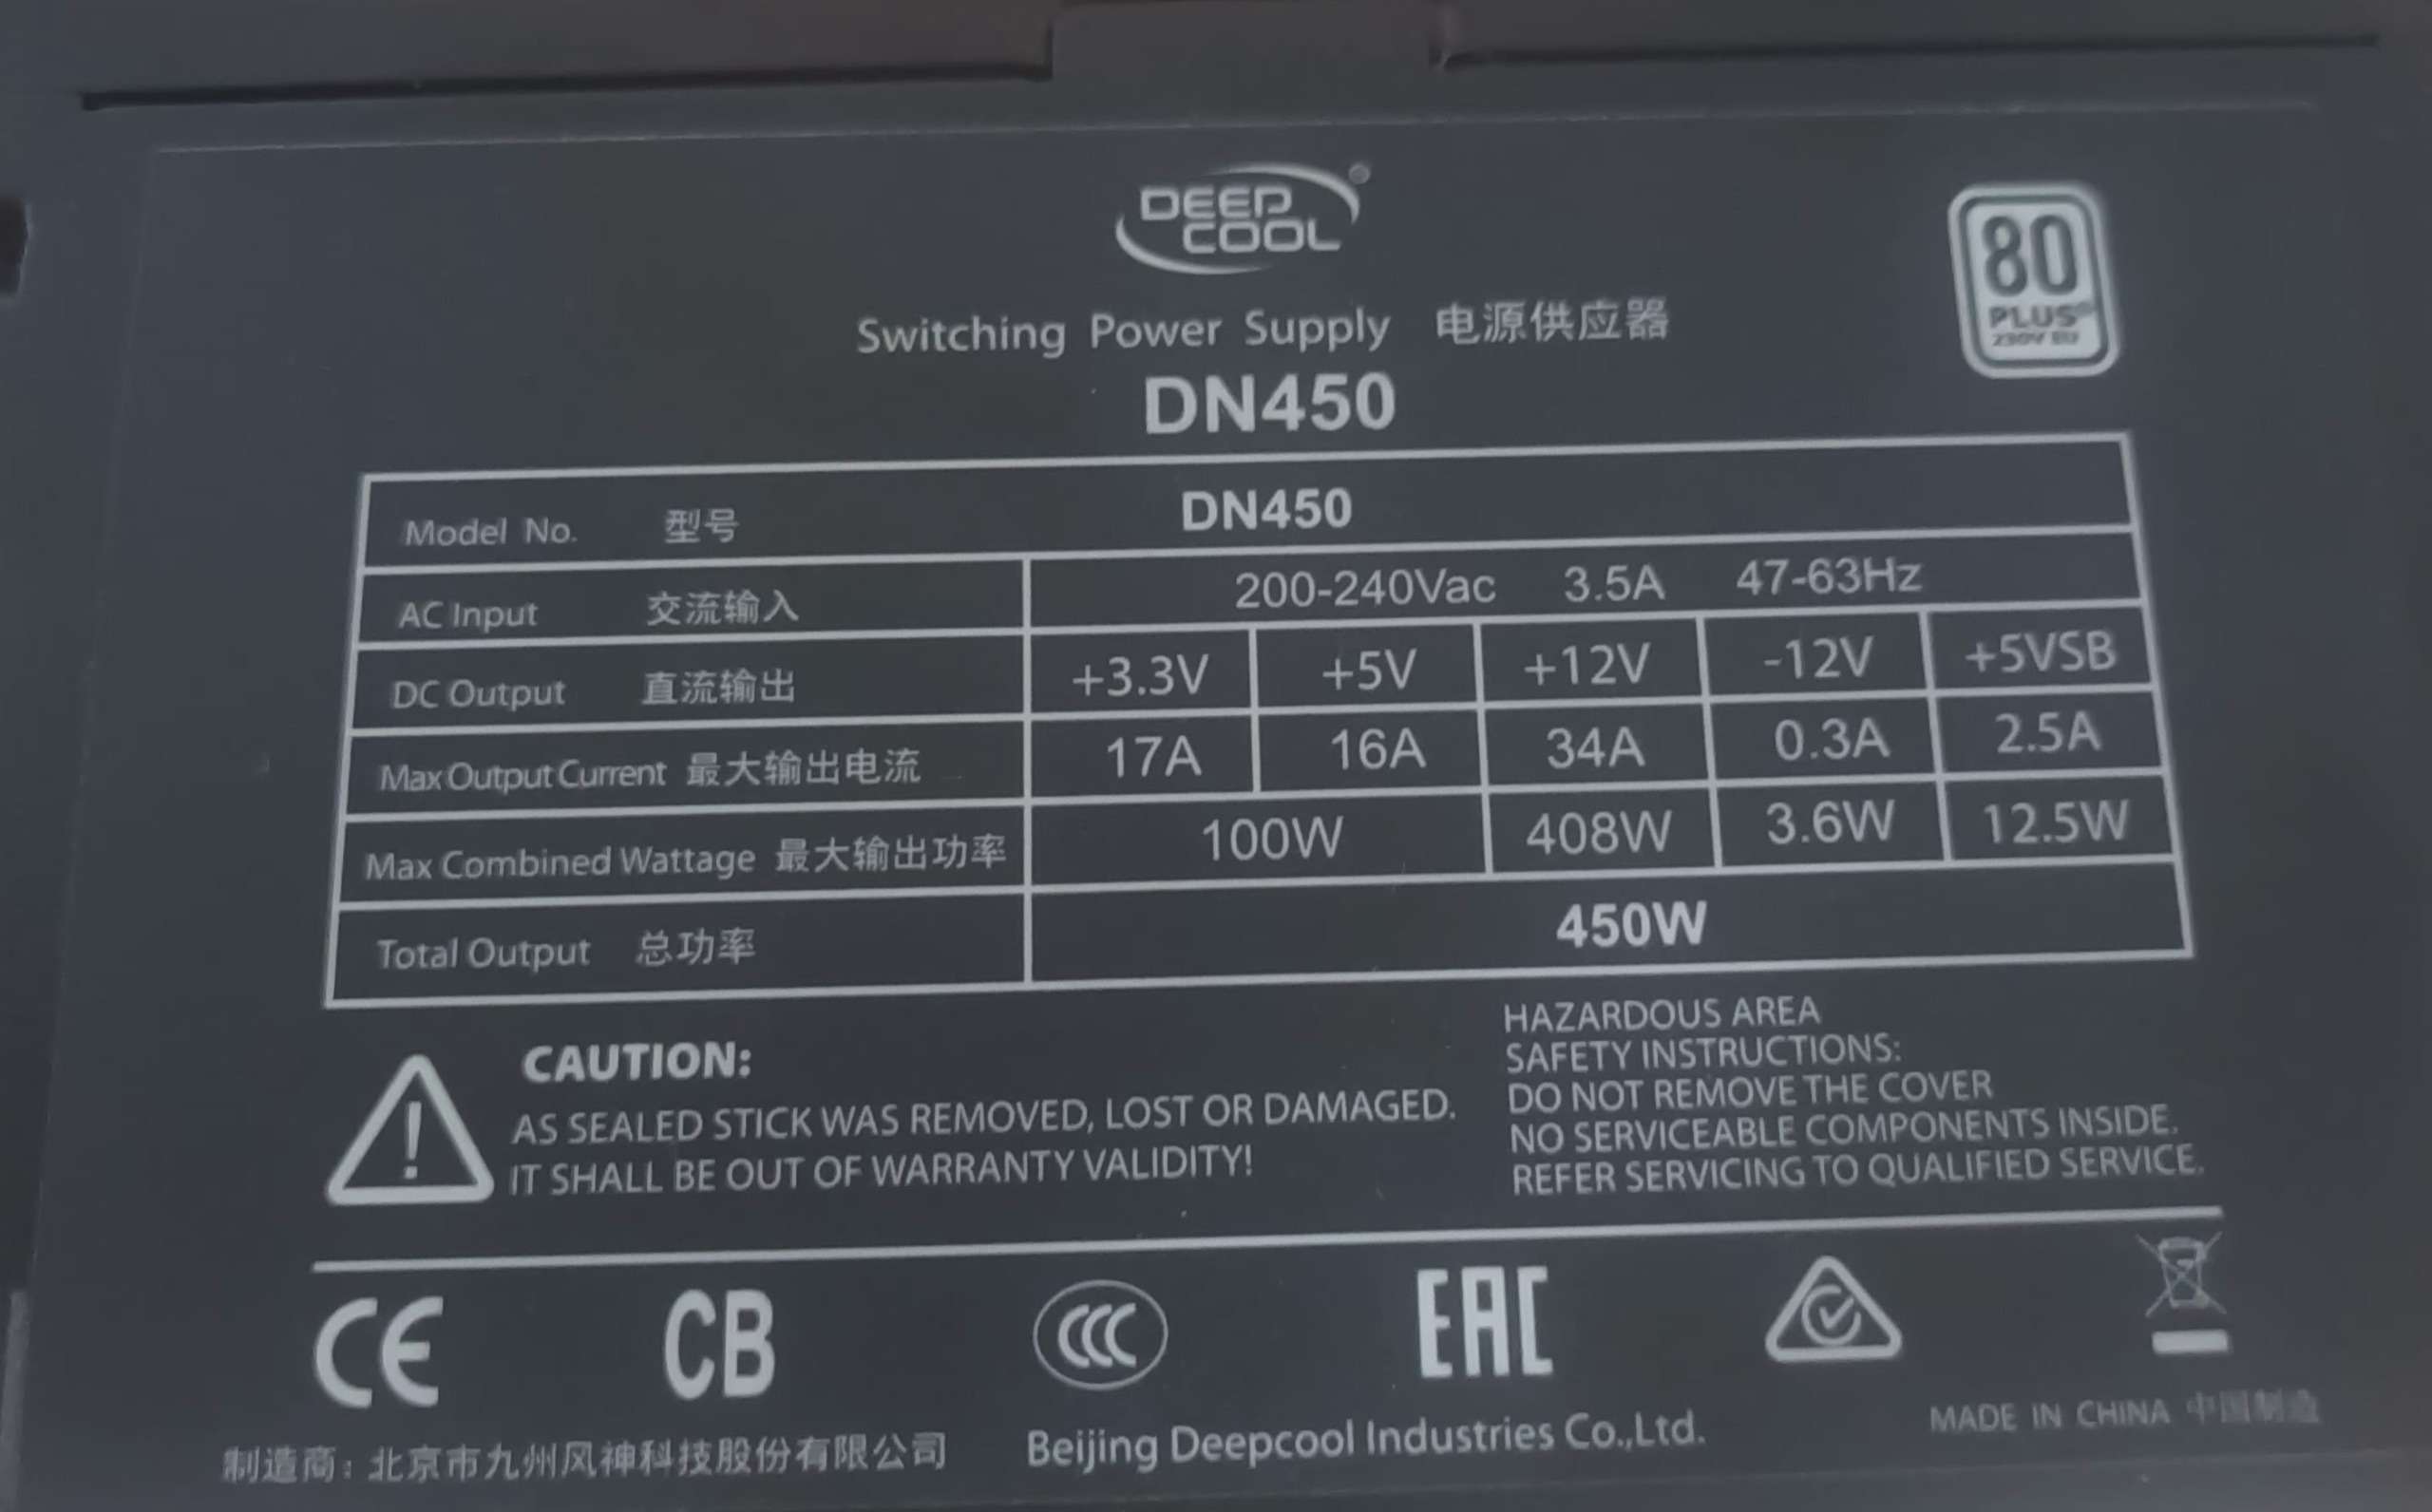 DEEP
COOL
Switching Power Supply 电源供应器
80
PLUS
230V EU
DN450
Model No. 型号 DN450
AC Input 交流输入 200-240Vac 3.5A 47-63Hz
DC Output 直流输出 +3.3V +5V +12V -12V +5VSB
Max Output Current 最大输出电流 17A 16A 34A 0.3A 2.5A
Max Combined Wattage 最大输出功率 100W 408W 3.6W 12.5W
Total Output 总功率 450W
CAUTION:
AS SEALED STICK WAS REMOVED, LOST OR DAMAGED.
IT SHALL BE OUT OF WARRANTY VALIDITY!
HAZARDOUS AREA
SAFETY INSTRUCTIONS:
DO NOT REMOVE THE COVER
NO SERVICEABLE COMPONENTS INSIDE.
REFER SERVICING TO QUALIFIED SERVICE.
CE CB CCC EAC
制造商：北京市九州风神科技股份有限公司 Beijing Deepcool Industries Co.,Ltd. MADE IN CHINA 中国制造